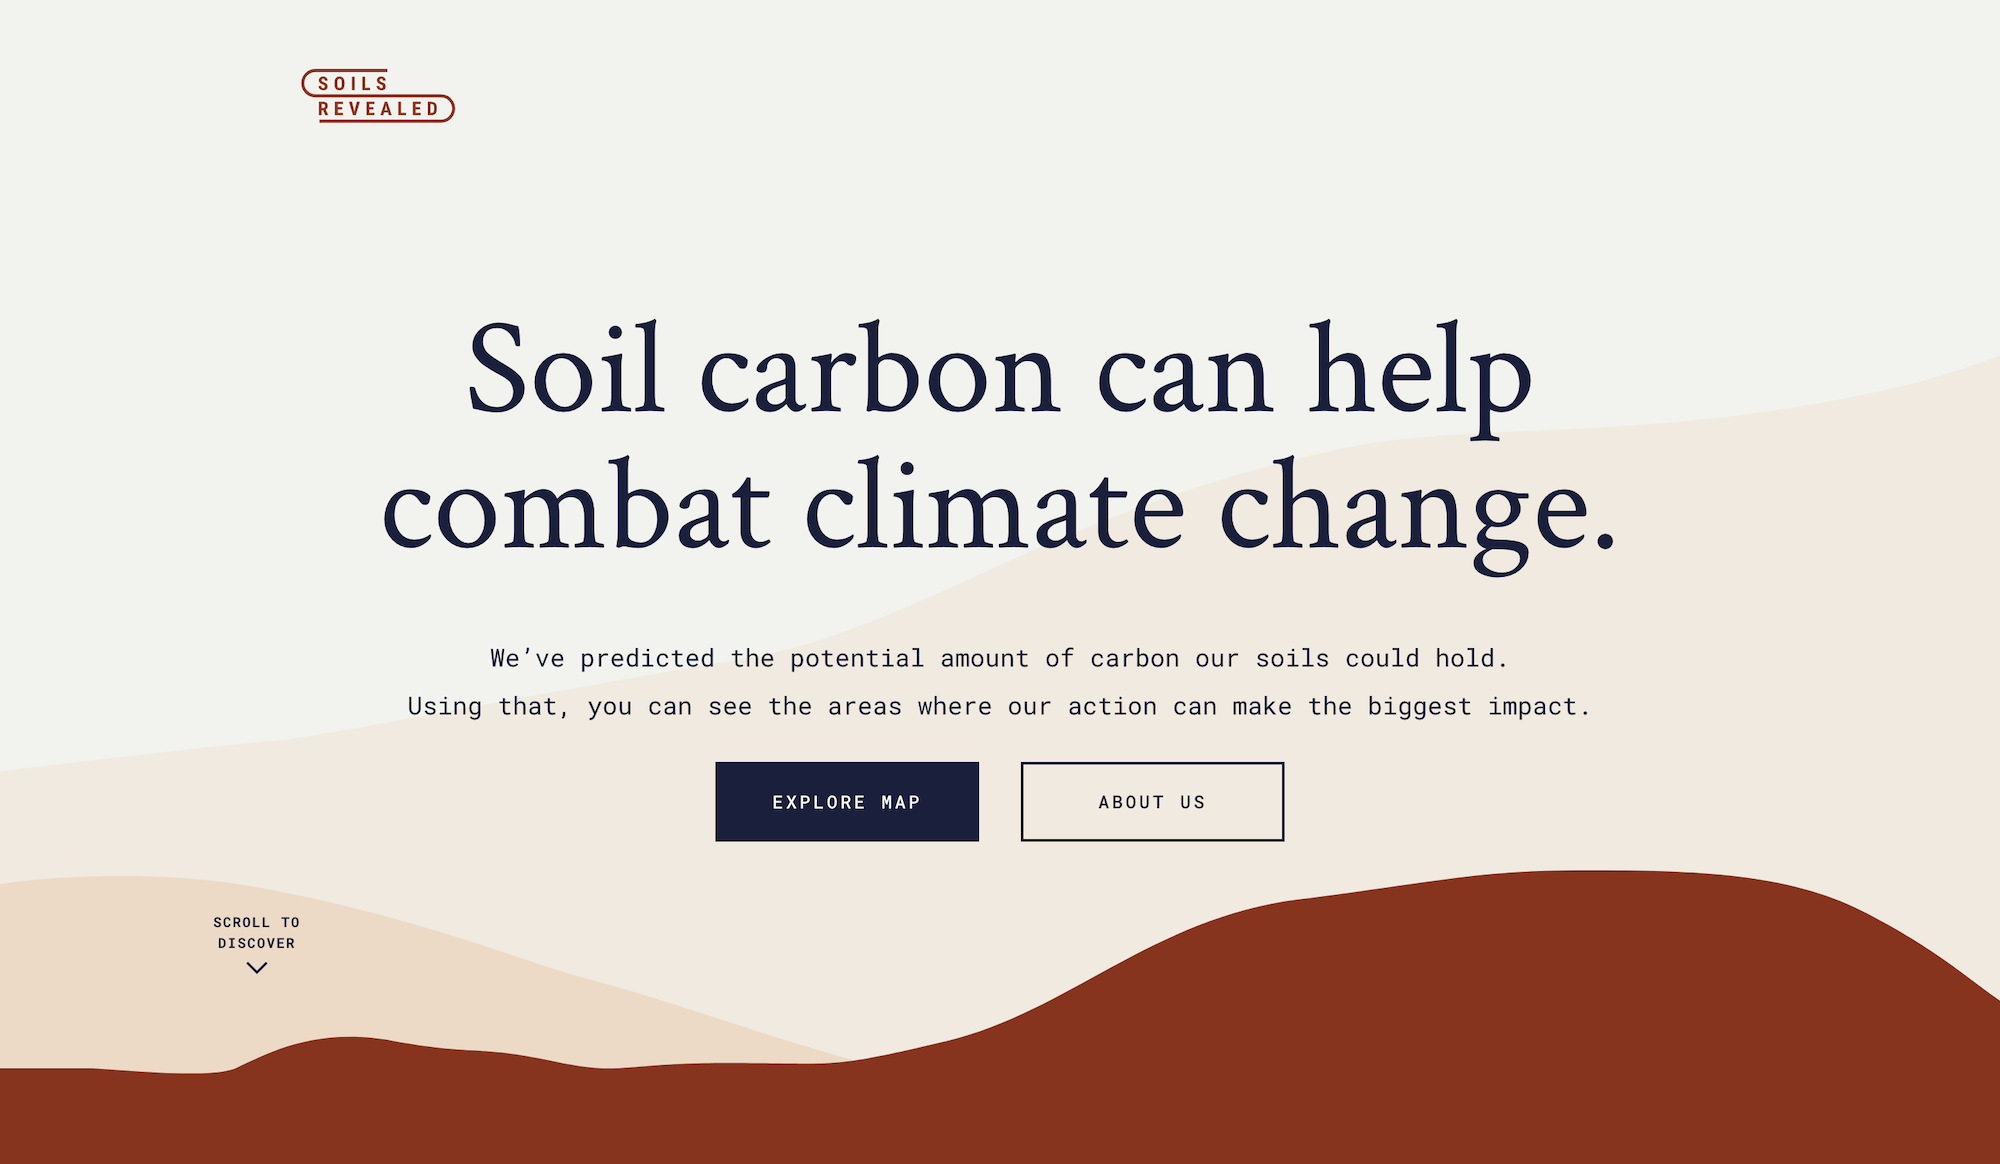 SOILS
REVEALED
Soil carbon can help
combat climate change.
We’ve predicted the potential amount of carbon our soils could hold.
Using that, you can see the areas where our action can make the biggest impact.
EXPLORE MAP
ABOUT US
SCROLL TO
DISCOVER